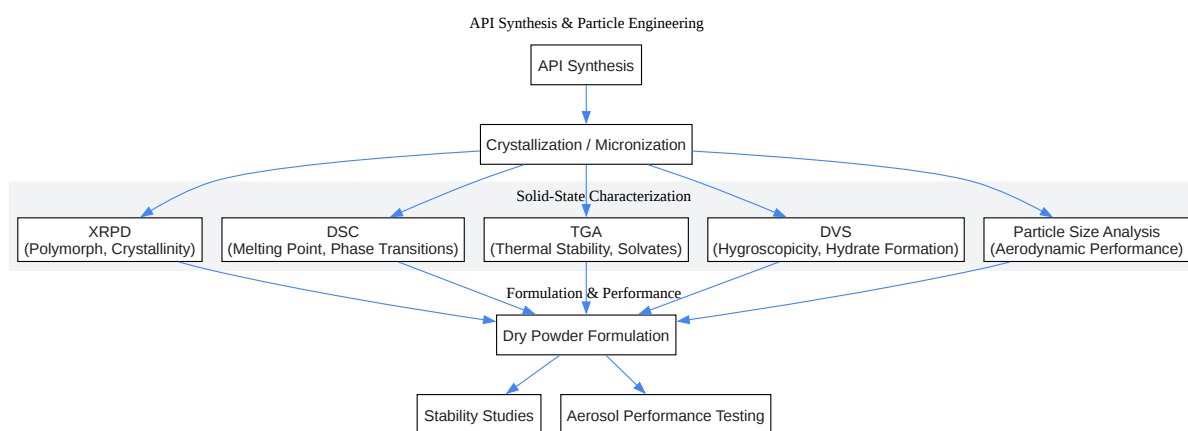 API Synthesis & Particle Engineering
API Synthesis
Crystallization / Micronization
Solid-State Characterization
XRPD
(Polymorph, Crystallinity)
DSC
(Melting Point, Phase Transitions)
TGA
(Thermal Stability, Solvates)
DVS
(Hygroscopicity, Hydrate Formation)
Particle Size Analysis
(Aerodynamic Performance)
Formulation & Performance
Dry Powder Formulation
Stability Studies
Aerosol Performance Testing